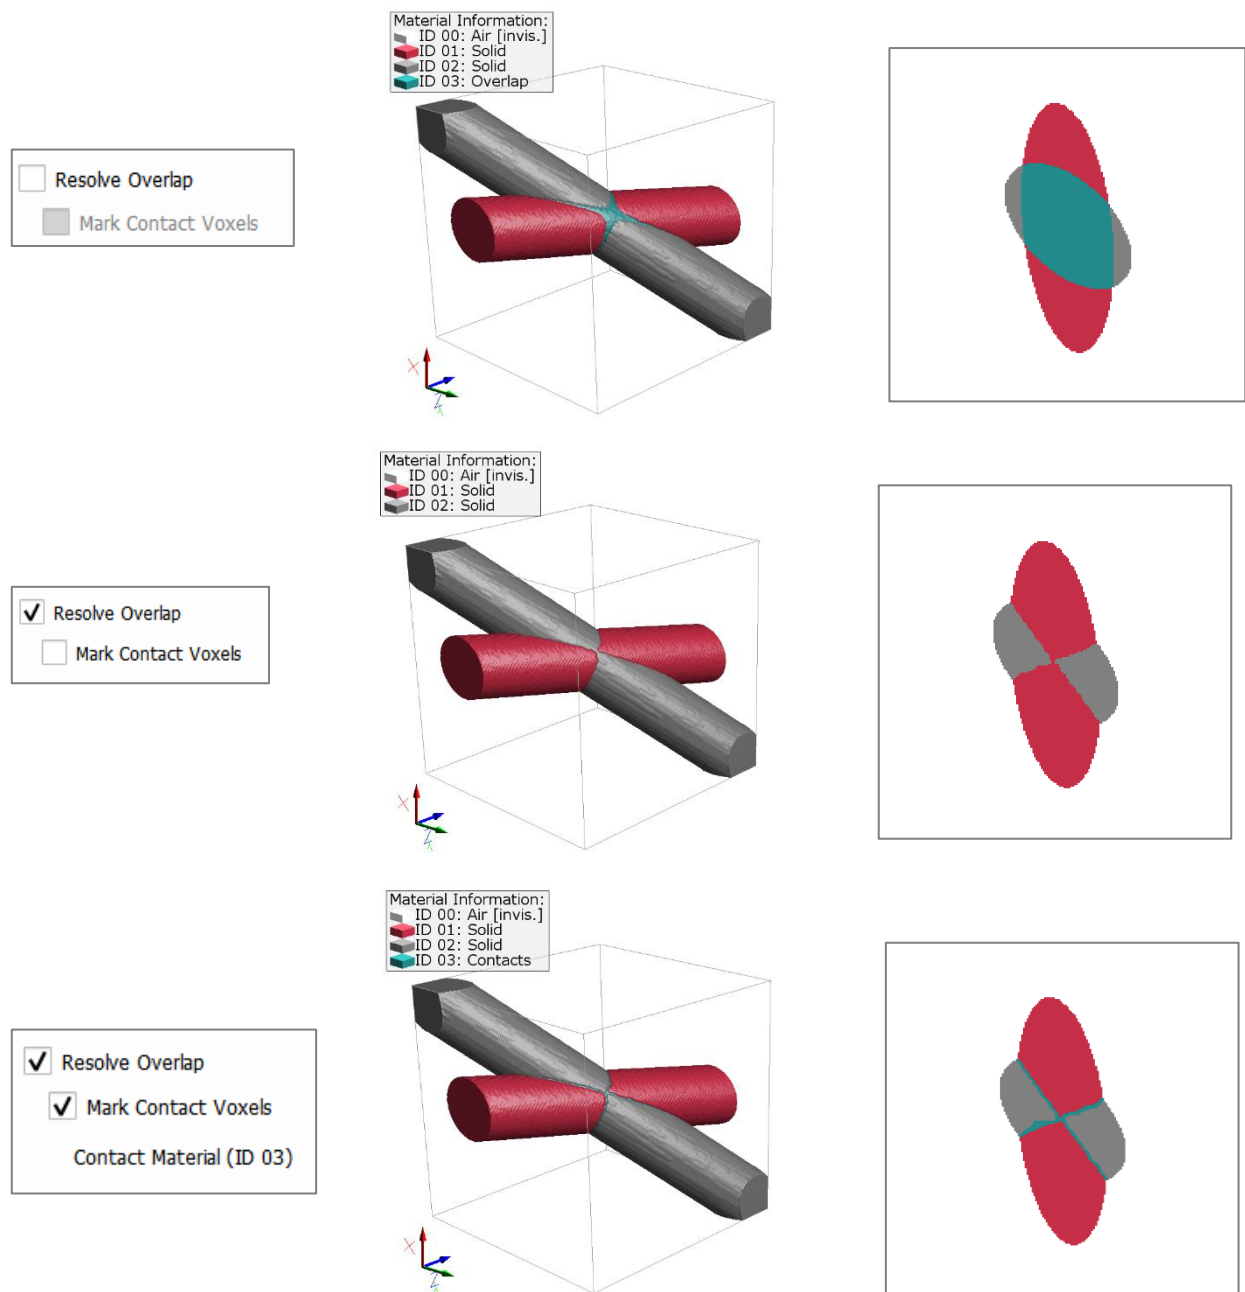 Material Information:
ID 00: Air [invis.]
ID 01: Solid
ID 02: Solid
ID 03: Overlap
Resolve Overlap
Mark Contact Voxels
X
Z
Material Information:
ID 00: Air [invis.]
ID 01: Solid
ID 02: Solid
Resolve Overlap
Mark Contact Voxels
X
Z
Material Information:
ID 00: Air [invis.]
ID 01: Solid
ID 02: Solid
ID 03: Contacts
Resolve Overlap
Mark Contact Voxels
Contact Material (ID 03)
X
Z